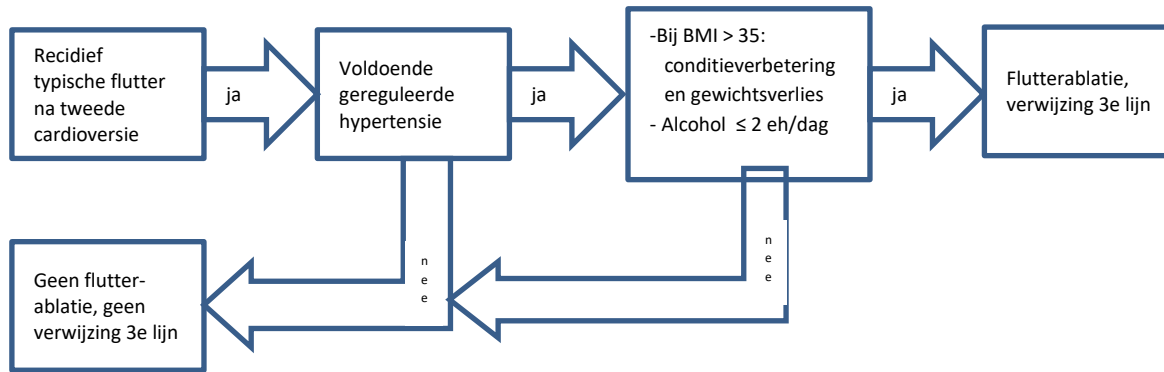 Recidief
typische flutter
na tweede
cardioversie
ja
Voldoende
gereguleerde
hypertensie
ja
-Bij BMI > 35:
conditieverbetering
en gewichtsverlies
- Alcohol ≤ 2 eh/dag
ja
Flutterablatie,
verwijzing 3e lijn
n
e
e
n
e
e
Geen flutter-
ablatie, geen
verwijzing 3e lijn